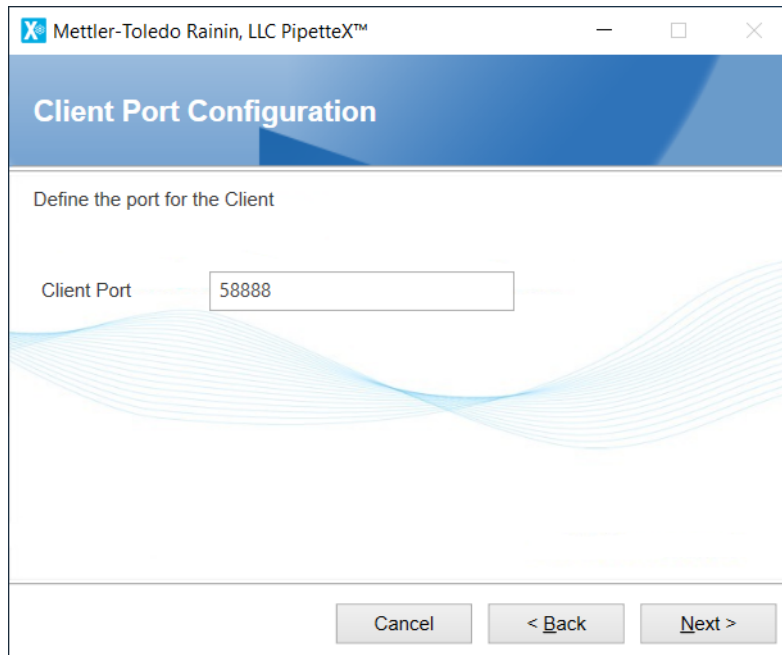 Mettler-Toledo Rainin, LLC PipetteX™
Client Port Configuration
Define the port for the Client
Client Port 58888
Cancel < Back Next >